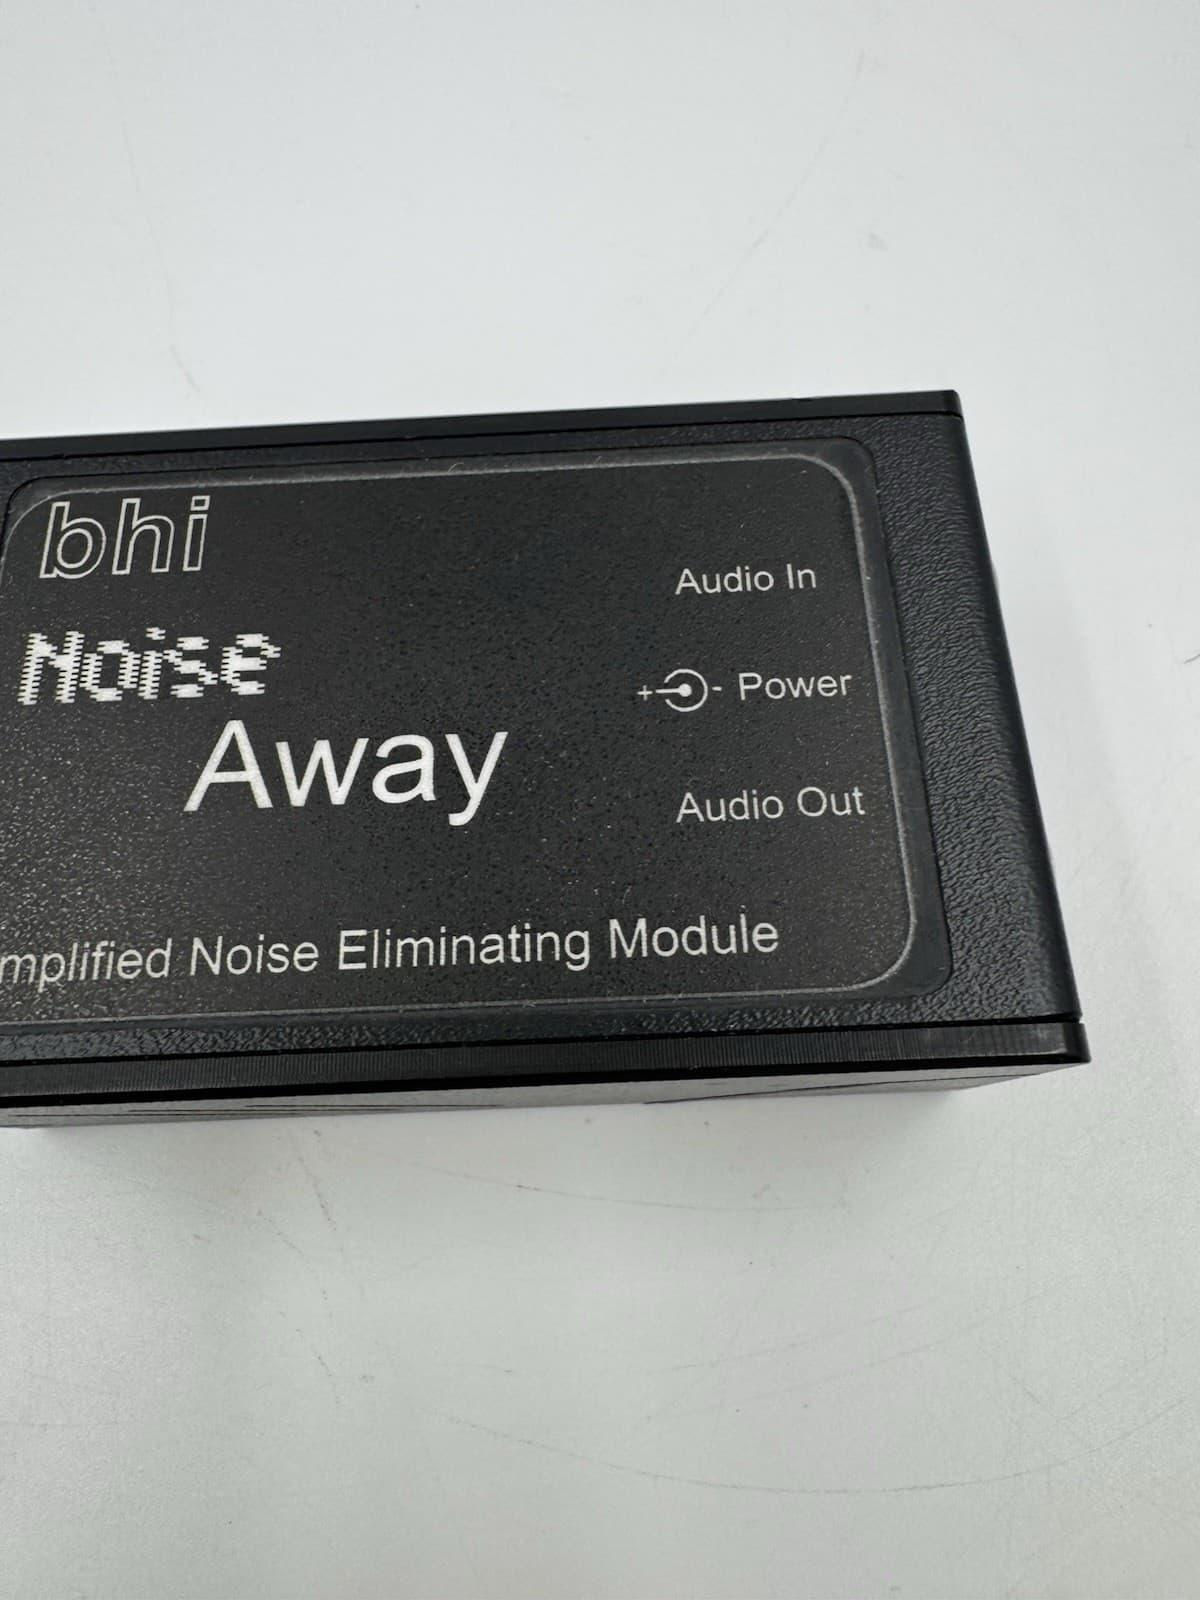 bhi
Noise
Away
Audio In
+ - Power
Audio Out
mplified Noise Eliminating Module